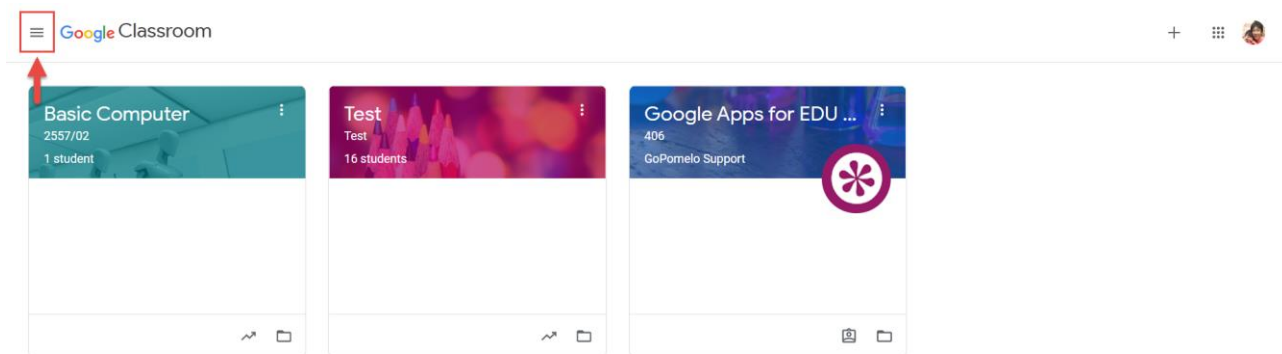 Google Classroom
Basic Computer
2557/02
1 student
Test
Test
16 students
Google Apps for EDU ...
406
GoPomelo Support